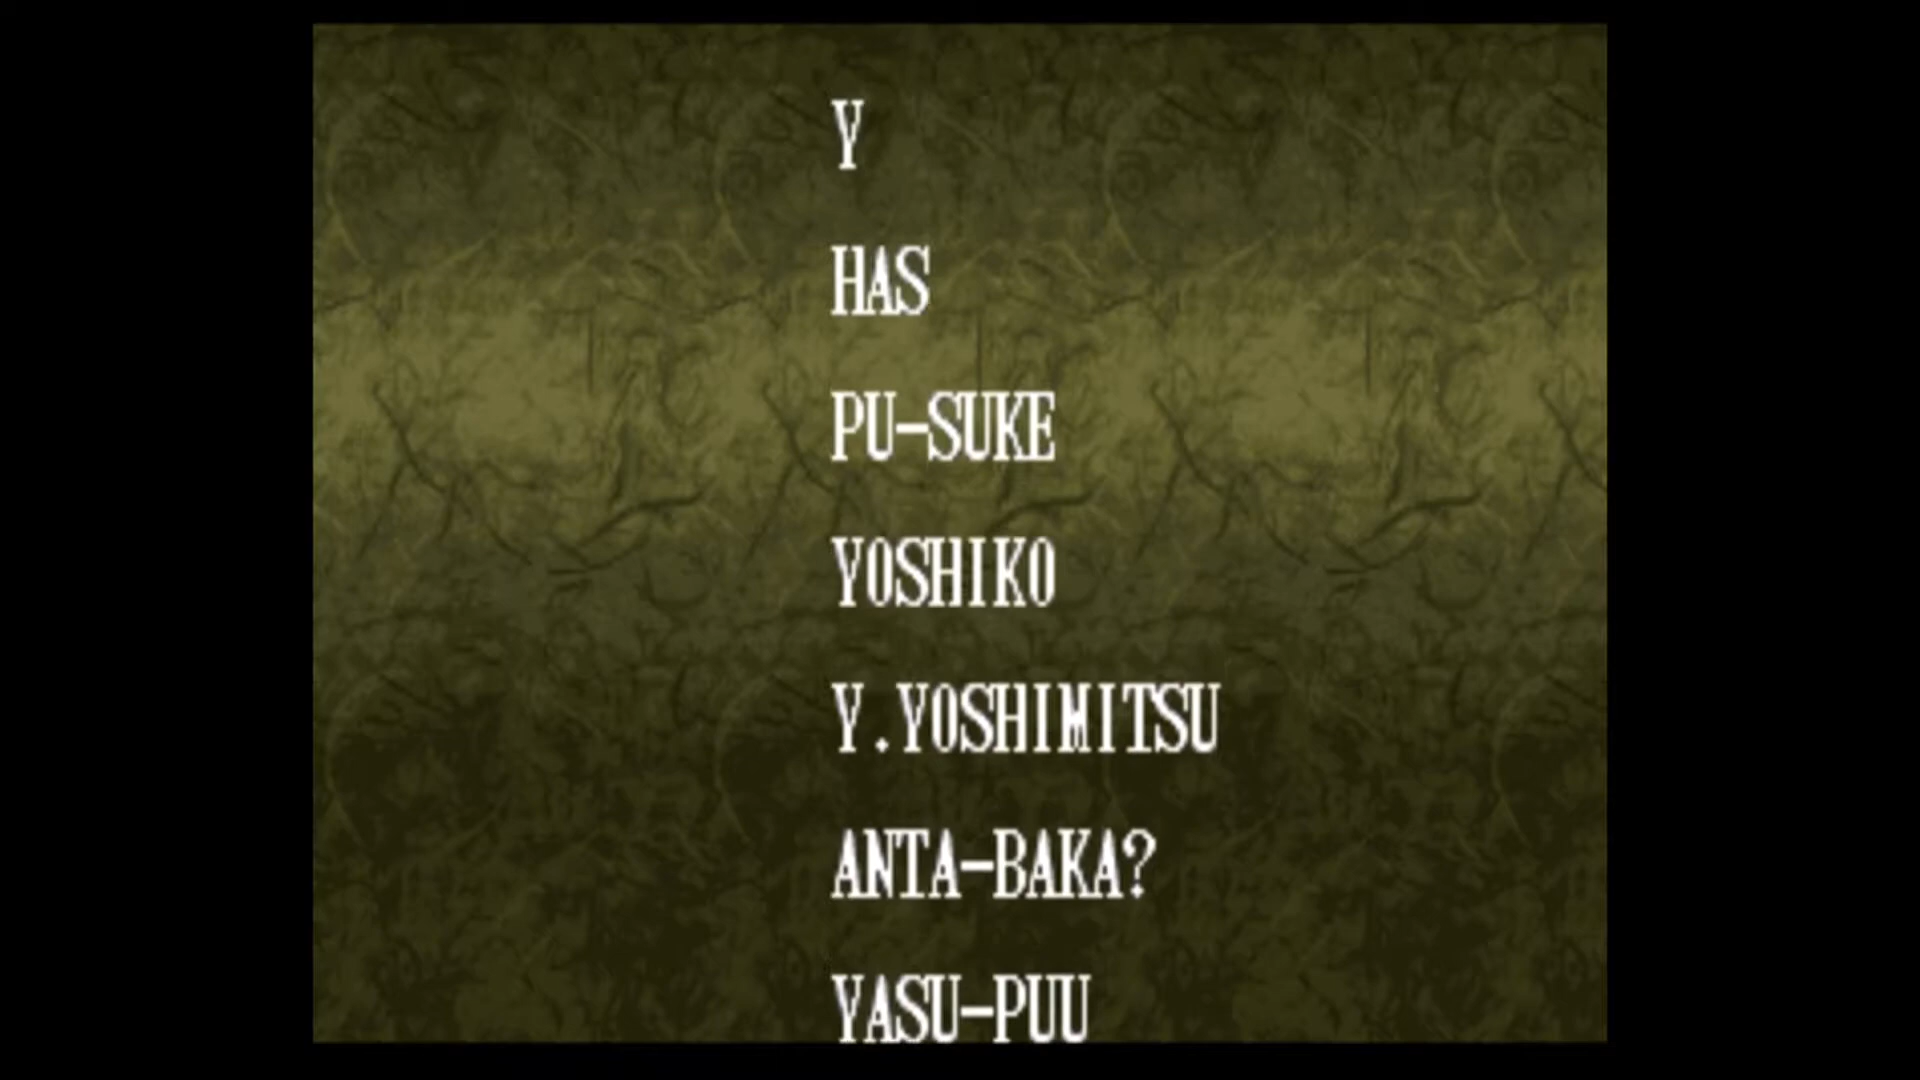 Y
HAS
PU-SUKE
YOSHIKO
Y.YOSHIMITSU
ANTA-BAKA?
YASU-PUU